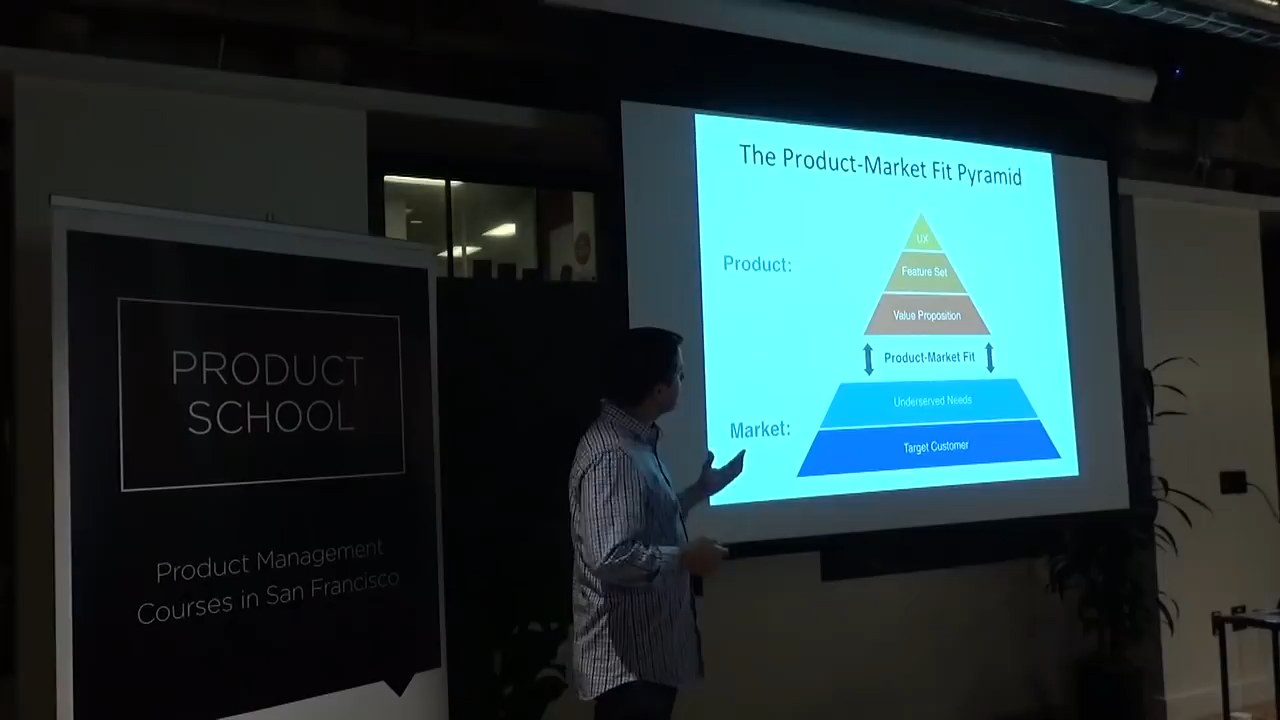 PRODUCT
SCHOOL
Product Management
Courses in San Francisco
The Product-Market Fit Pyramid
Product:
UX
Feature Set
Value Proposition
Product-Market Fit
Market:
Underserved Needs
Target Customer